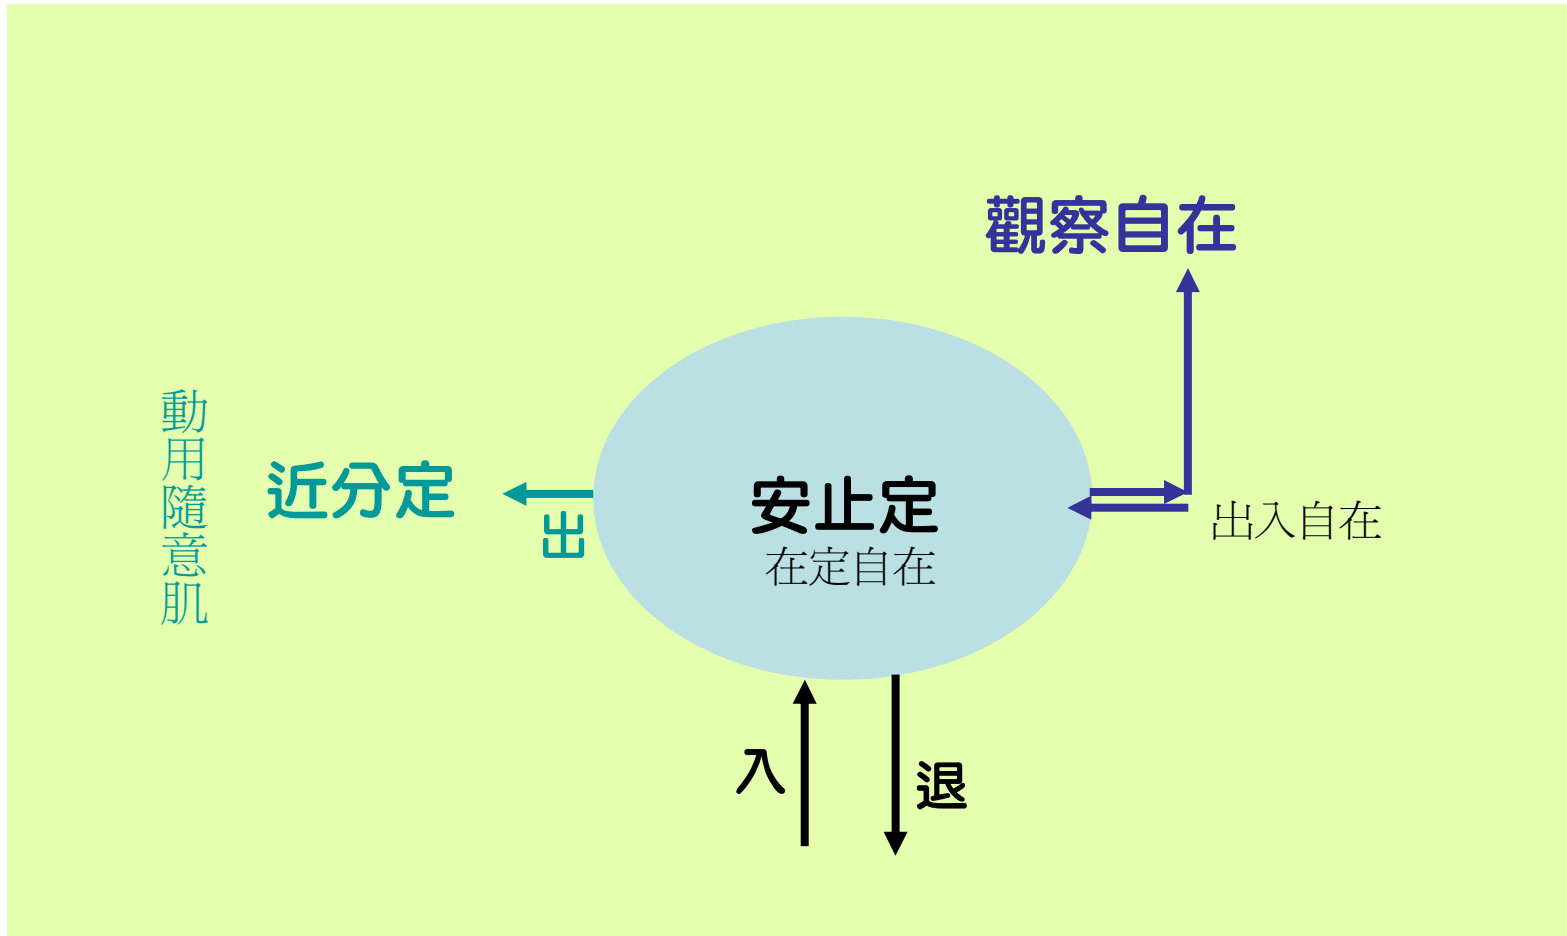 觀察自在
動用隨意肌
近分定
出
安止定
在定自在
出入自在
入
退